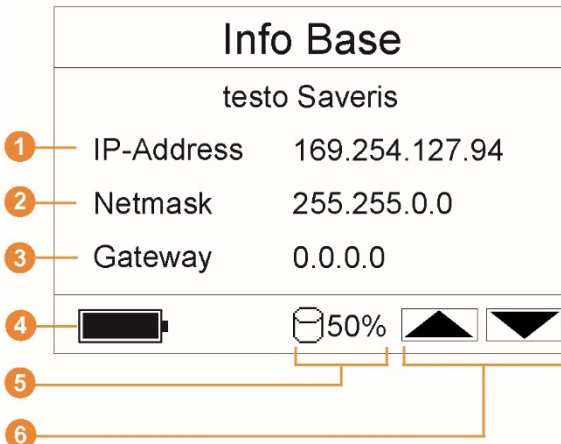 Info Base
testo Saveris
1 IP-Address 169.254.127.94
2 Netmask 255.255.0.0
3 Gateway 0.0.0.0
4 50%
5
6